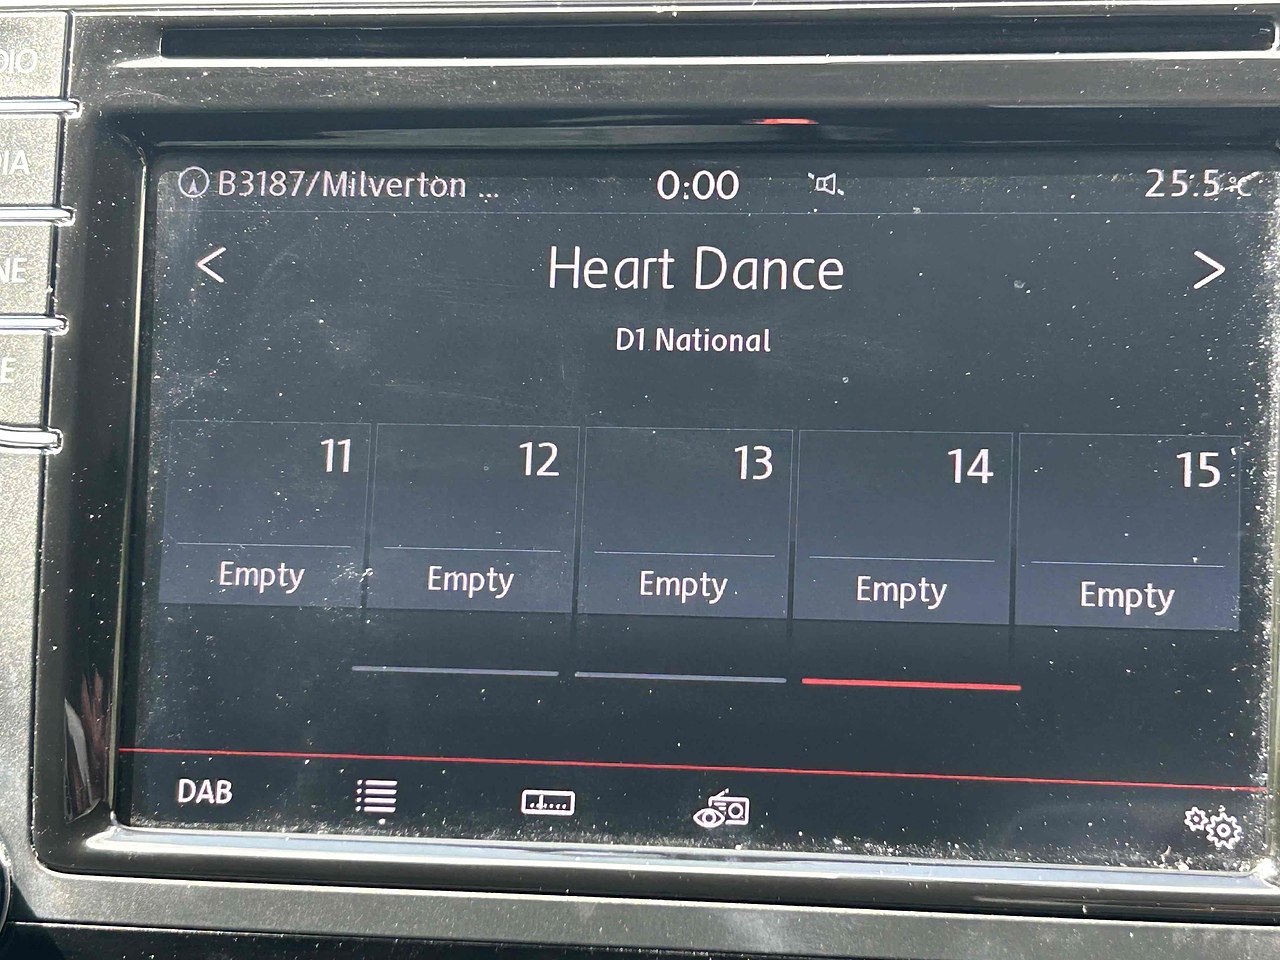 B3187/Milverton ... 0:00 25.5°C
< Heart Dance >
D1 National
11 12 13 14 15
Empty Empty Empty Empty Empty
DAB